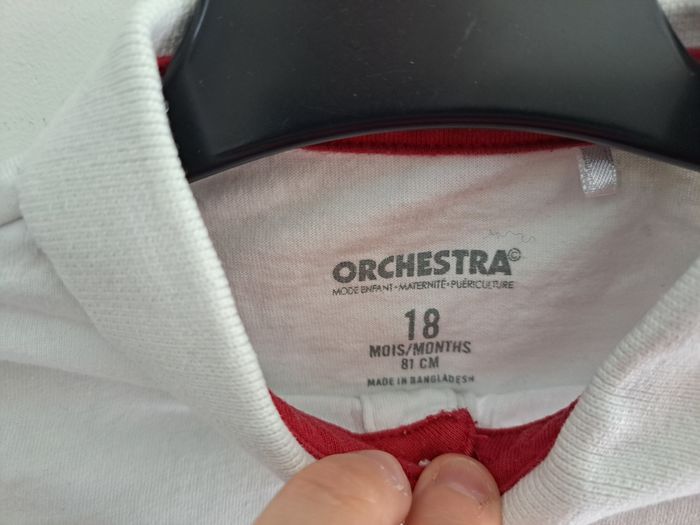 ORCHESTRA©
MODE ENFANT • MATERNITÉ • PUÉRICULTURE
18
MOIS/MONTHS
81 CM
MADE IN BANGLADESH